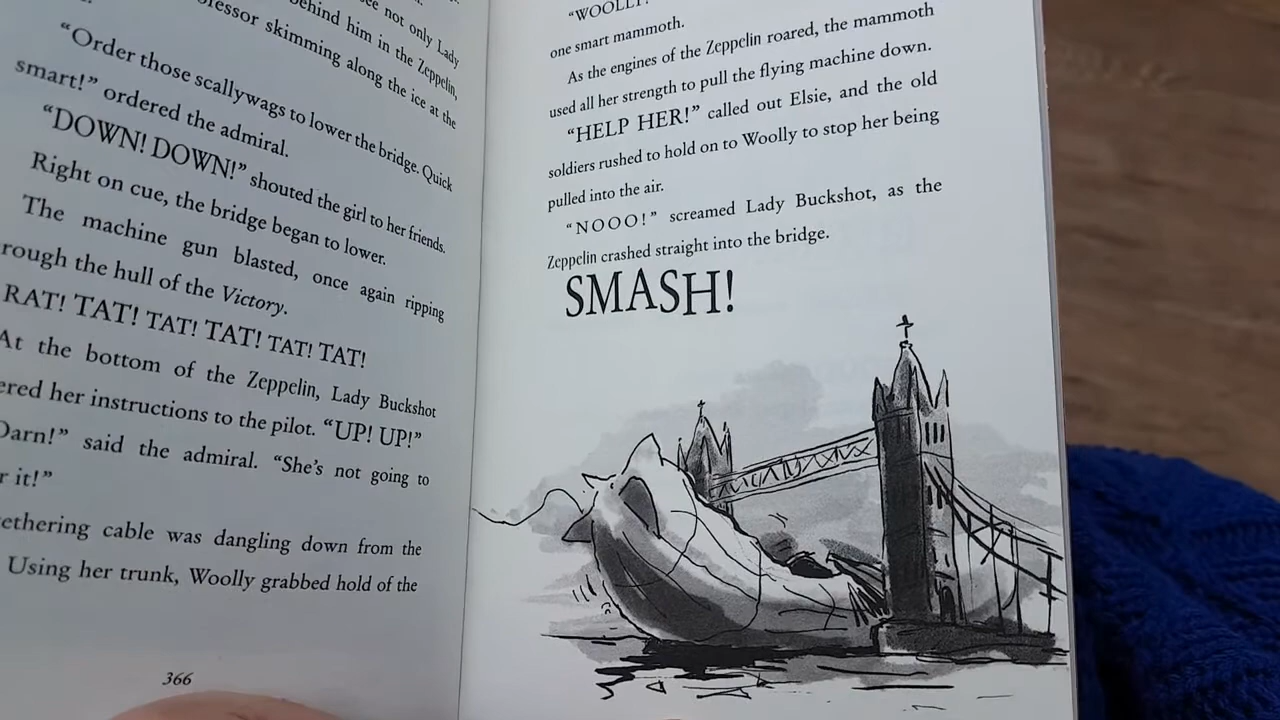 see not only Lady
behind him in the Zeppelin,
skimming along the ice at the
“Order those scallywags to lower the bridge. Quick
smart!” ordered the admiral.
“DOWN! DOWN!” shouted the girl to her friends.
Right on cue, the bridge began to lower.
The machine gun blasted, once again ripping
rough the hull of the Victory.
RAT! TAT! TAT! TAT! TAT! TAT!
At the bottom of the Zeppelin, Lady Buckshot
ered her instructions to the pilot. “UP! UP!”
Darn!” said the admiral. “She’s not going to
r it!”
ethering cable was dangling down from the
Using her trunk, Woolly grabbed hold of the
366
“WOOLLY!
one smart mammoth.
As the engines of the Zeppelin roared, the mammoth
used all her strength to pull the flying machine down.
“HELP HER!” called out Elsie, and the old
soldiers rushed to hold on to Woolly to stop her being
pulled into the air.
“NOOO!” screamed Lady Buckshot, as the
Zeppelin crashed straight into the bridge.
SMASH!